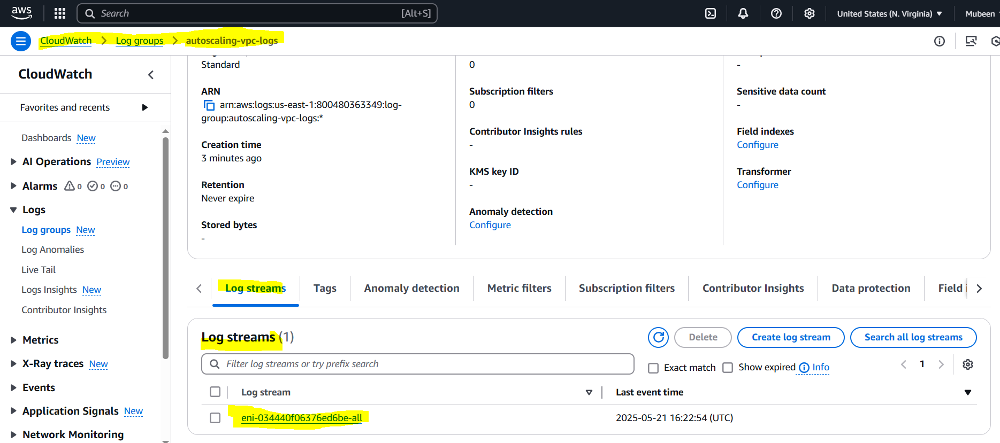 aws
Search [Alt+S]
United States (N. Virginia)
Mubeen
CloudWatch > Log groups > autoscaling-vpc-logs
CloudWatch
Favorites and recents
Dashboards New
AI Operations Preview
Alarms 0 0 0
Logs
Log groups New
Log Anomalies
Live Tail
Logs Insights New
Contributor Insights
Metrics
X-Ray traces New
Events
Application Signals New
Network Monitoring
Standard
ARN
arn:aws:logs:us-east-1:800480363349:log-
group:autoscaling-vpc-logs:*
Creation time
3 minutes ago
Retention
Never expire
Stored bytes
-
0
Subscription filters
0
Contributor Insights rules
-
KMS key ID
-
Anomaly detection
Configure
-
Sensitive data count
-
Field indexes
Configure
Transformer
Configure
Log streams
Tags
Anomaly detection
Metric filters
Subscription filters
Contributor Insights
Data protection
Field
Log streams (1)
Delete
Create log stream
Search all log streams
Filter log streams or try prefix search
Exact match
Show expired
Info
1
Log stream
Last event time
eni-034440f06376ed6be-all
2025-05-21 16:22:54 (UTC)